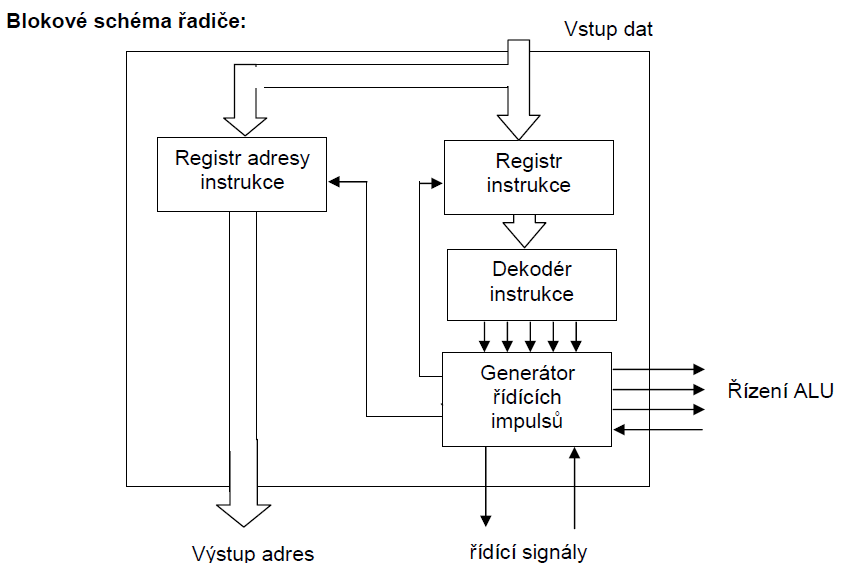 Blokové schéma řadiče:
Vstup dat
Registr adresy
instrukce
Registr
instrukce
Dekodér
instrukce
Generátor
řídících
impulsů
Řízení ALU
Výstup adres
řídící signály